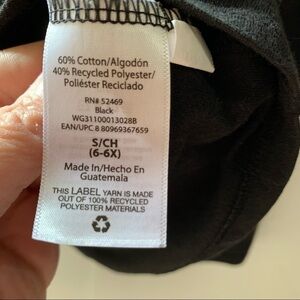 60% Cotton/Algodón
40% Recycled Polyester/
Poliéster Reciclado
RN# 52469
Black
WG31100013028B
EAN/UPC 8 80969367659
S/CH
(6-6X)
Made In/Hecho En
Guatemala
THIS LABEL YARN IS MADE
OUT OF 100% RECYCLED
POLYESTER MATERIALS